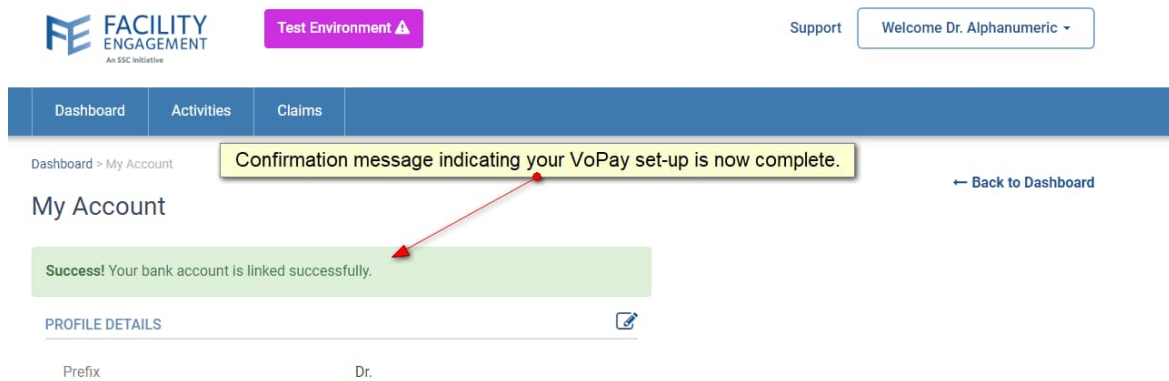 FACILITY
ENGAGEMENT
An SSC Initiative
Test Environment
Support
Welcome Dr. Alphanumeric
Dashboard Activities Claims
Dashboard > My Account
Confirmation message indicating your VoPay set-up is now complete.
← Back to Dashboard
My Account
Success! Your bank account is linked successfully.
PROFILE DETAILS
Prefix Dr.